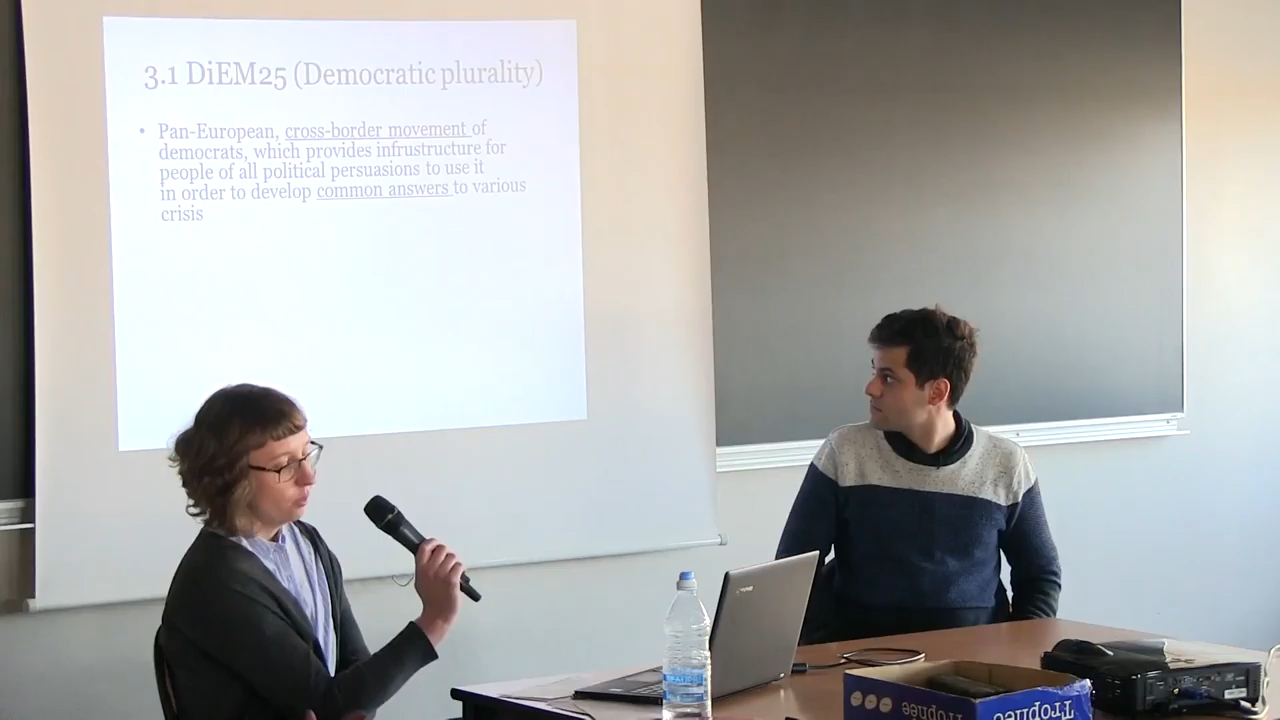 3.1 DiEM25 (Democratic plurality)
• Pan-European, cross-border movement of
democrats, which provides infrustructure for
people of all political persuasions to use it
in order to develop common answers to various
crisis
Trophée
Trophée